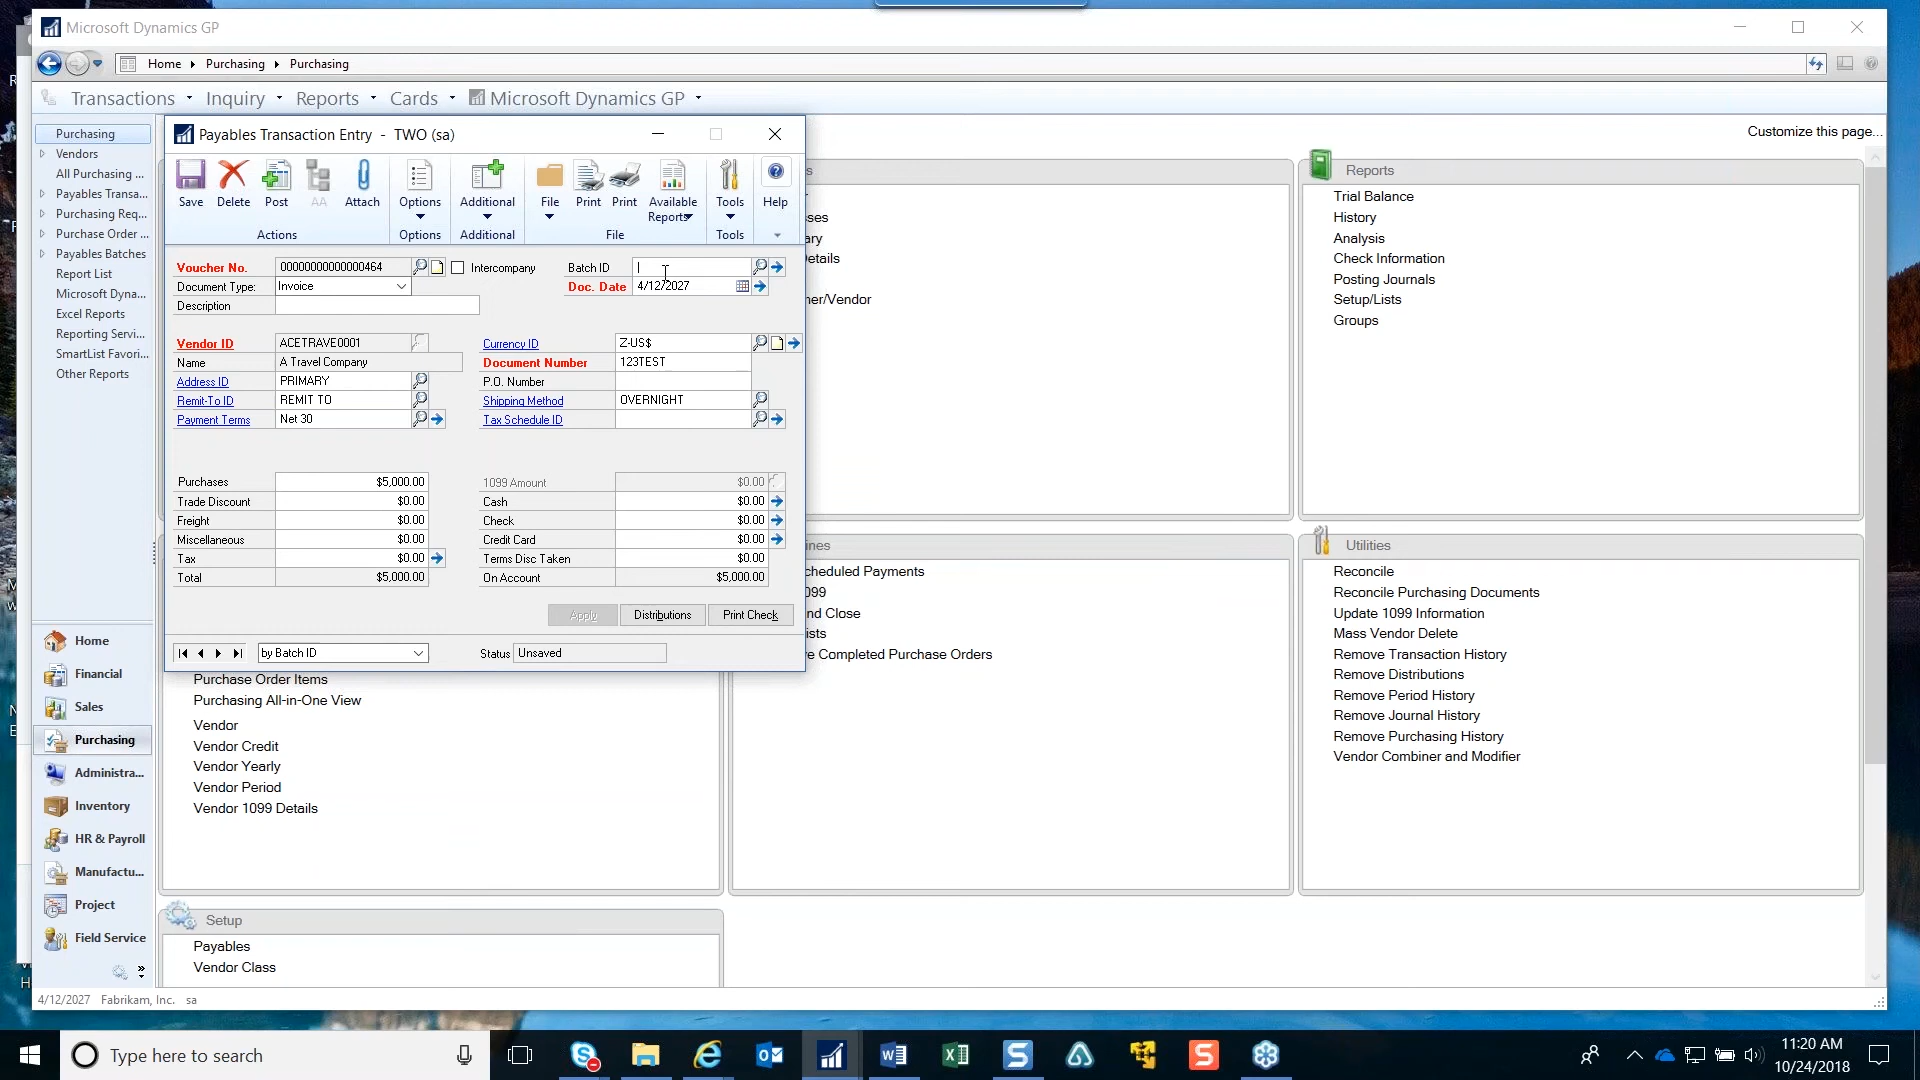 Microsoft Dynamics GP
Home Purchasing Purchasing
Transactions Inquiry Reports Cards Microsoft Dynamics GP
Customize this page...
Purchasing
Vendors
All Purchasing ...
Payables Transa...
Purchasing Req...
Purchase Order ...
Payables Batches
Report List
Microsoft Dyna...
Excel Reports
Reporting Servi...
SmartList Favori...
Other Reports
Home
Financial
Sales
Purchasing
Administra...
Inventory
HR & Payroll
Manufactu...
Project
Field Service
Payables Transaction Entry - TWO (sa)
Save Delete Post AA Attach Options Additional File Print Print Available Reports Tools Help
Actions Options Additional File Tools
Voucher No. 00000000000000464 Intercompany Batch ID
Document Type: Invoice Doc. Date 4/12/2027
Description
Vendor ID ACETRAVE0001 Currency ID Z-US$
Name A Travel Company Document Number 123TEST
Address ID PRIMARY P.O. Number
Remit-To ID REMIT TO Shipping Method OVERNIGHT
Payment Terms Net 30 Tax Schedule ID
Purchases $5,000.00 1099 Amount $0.00
Trade Discount $0.00 Cash $0.00
Freight $0.00 Check $0.00
Miscellaneous $0.00 Credit Card $0.00
Tax $0.00 Terms Disc Taken $0.00
Total $5,000.00 On Account $5,000.00
Apply Distributions Print Check
by Batch ID Status Unsaved
Purchase Order Items
Purchasing All-in-One View
Vendor
Vendor Credit
Vendor Yearly
Vendor Period
Vendor 1099 Details
Setup
Payables
Vendor Class
Reports
Trial Balance
History
Analysis
Check Information
Posting Journals
Setup/Lists
Groups
Utilities
Reconcile
Reconcile Purchasing Documents
Update 1099 Information
Mass Vendor Delete
Remove Transaction History
Remove Distributions
Remove Period History
Remove Journal History
Remove Purchasing History
Vendor Combiner and Modifier
er/Vendor
cheduled Payments
099
nd Close
ists
e Completed Purchase Orders
4/12/2027 Fabrikam, Inc. sa
Type here to search
11:20 AM
10/24/2018